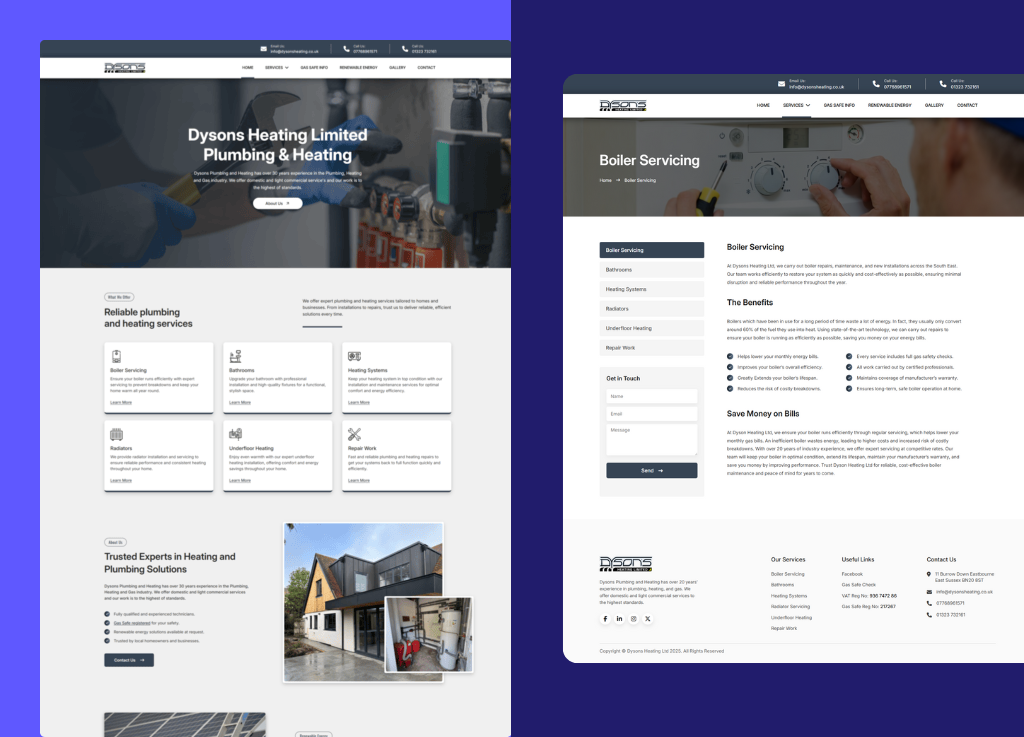 Email Us:
info@dysonsheating.co.uk
Call Us:
07798861571
Call Us:
01323 732161
DYSONS
HEATING LIMITED
HOME
SERVICES
GAS SAFE INFO
RENEWABLE ENERGY
GALLERY
CONTACT
Dysons Heating Limited
Plumbing & Heating
Dysons Plumbing and Heating has over 30 years experience in the Plumbing, Heating
and Gas industry. We offer domestic and light commercial service's and our work is to
the highest of standards.
About Us
What We Offer
Reliable plumbing
and heating services
We offer expert plumbing and heating services tailored to homes and
businesses. From installations to repairs, trust us to deliver reliable, efficient
solutions every time.
Boiler Servicing
Ensure your boiler runs efficiently with expert
servicing to prevent breakdowns and keep your
home warm all year round.
Learn More
Bathrooms
Upgrade your bathroom with professional
installation and high quality fixtures for a functional,
stylish space.
Learn More
Heating Systems
Keep your heating system in top condition with our
installation and maintenance services for optimal
comfort and energy efficiency.
Learn More
Radiators
We provide radiator installation and servicing to
ensure reliable performance and consistent heating
throughout your home.
Learn More
Underfloor Heating
Enjoy even warmth with our expert underfloor
heating installation, offering comfort and energy
savings throughout your home.
Learn More
Repair Work
Fast and reliable plumbing and heating repairs to
get your systems back to full function quickly and
efficiently.
Learn More
About Us
Trusted Experts in Heating and
Plumbing Solutions
Dysons Plumbing and Heating has over 30 years experience in the Plumbing,
Heating and Gas industry. We offer domestic and light commercial services
and our work is to the highest of standards.
Fully qualified and experienced technicians.
Gas Safe registered for your safety.
Renewable energy solutions available at request.
Trusted by local homeowners and businesses.
Contact Us
Renewable Energy
Email Us:
info@dysonsheating.co.uk
Call Us:
07798861571
Call Us:
01323 732161
DYSONS
HEATING LIMITED
HOME
SERVICES
GAS SAFE INFO
RENEWABLE ENERGY
GALLERY
CONTACT
Boiler Servicing
Home → Boiler Servicing
Boiler Servicing
Bathrooms
Heating Systems
Radiators
Underfloor Heating
Repair Work
Get in Touch
Name
Email
Message
Send
Boiler Servicing
At Dysons Heating Ltd, we carry out boiler repairs, maintenance, and new installations across the South East.
Our team works efficiently to restore your system as quickly and cost-effectively as possible, ensuring minimal
disruption and reliable performance throughout the year.
The Benefits
Boilers which have been in use for a long period of time waste a lot of energy. In fact, they usually only convert
around 60% of the fuel they use into heat. Using state-of-the-art technology, we can carry out repairs to
ensure your boiler is running as efficiently as possible, saving you money on your energy bills.
Helps lower your monthly energy bills.
Improves your boiler's overall efficiency.
Greatly Extends your boiler's lifespan.
Reduces the risk of costly breakdowns.
Every service includes full gas safety checks.
All work carried out by certified professionals.
Maintains coverage of manufacturer's warranty.
Ensures long-term, safe boiler operation at home.
Save Money on Bills
At Dyson Heating Ltd, we ensure your boiler runs efficiently through regular servicing, which helps lower your
monthly gas bills. An inefficient boiler wastes energy, leading to higher costs and increased risk of costly
breakdowns. With over 20 years of industry experience, we offer expert servicing at competitive rates. Our
team will keep your boiler in optimal condition, extend its lifespan, maintain your manufacturer's warranty, and
save you money by improving performance. Trust Dyson Heating Ltd for reliable, cost-effective boiler
maintenance and peace of mind for years to come.
DYSONS
HEATING LIMITED
Dysons Plumbing and Heating has over 20 years'
experience in plumbing, heating, and gas. We
offer domestic and light commercial services to
the highest standards.
Our Services
Boiler Servicing
Bathrooms
Heating Systems
Radiator Servicing
Underfloor Heating
Repair Work
Useful Links
Facebook
Gas Safe Check
VAT Reg No: 938 7472 86
Gas Safe Reg No: 217267
Contact Us
11 Burrow Down Eastbourne
East Sussex BN20 8ST
info@dysonsheating.co.uk
07798861571
01323 732161
Copyright © Dysons Heating Ltd 2025. All Rights Reserved